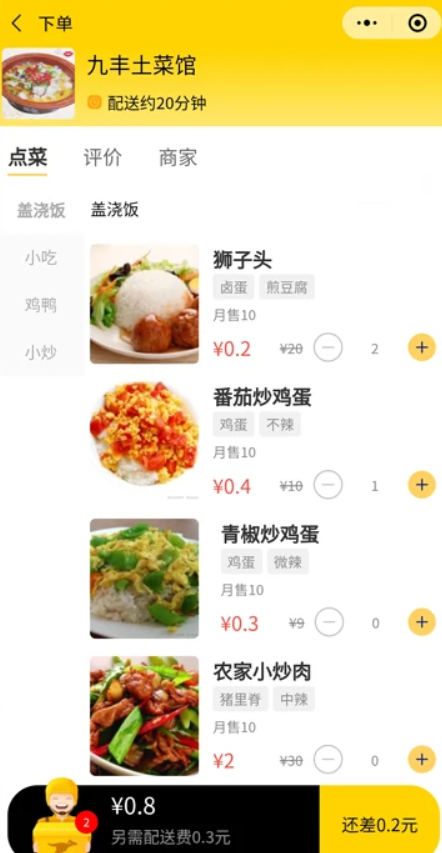 下单
九丰土菜馆
配送约20分钟
点菜 评价 商家
盖浇饭 盖浇饭
小吃
鸡鸭
小炒
狮子头
卤蛋 煎豆腐
月售10
¥0.2 ¥20 2
番茄炒鸡蛋
鸡蛋 不辣
月售10
¥0.4 ¥10 1
青椒炒鸡蛋
鸡蛋 微辣
月售10
¥0.3 ¥9 0
农家小炒肉
猪里脊 中辣
月售10
¥2 ¥30 0
2 ¥0.8
另需配送费0.3元
还差0.2元